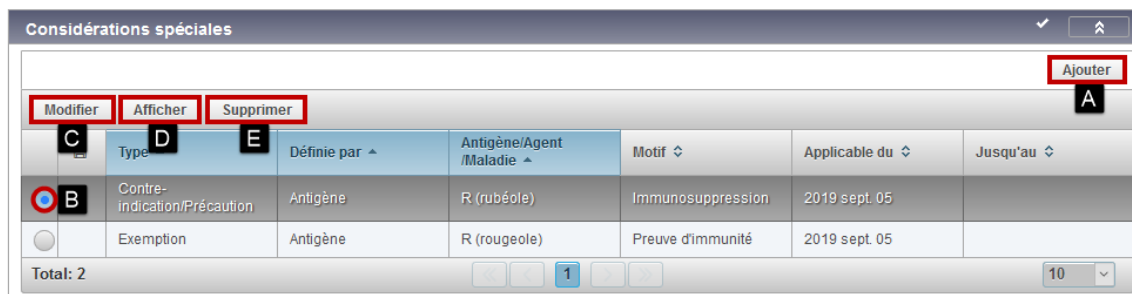 Considérations spéciales
Ajouter
A
Modifier Afficher Supprimer
C D E
Type Définie par Antigène/Agent /Maladie Motif Applicable du Jusqu'au
B Contre-indication/Précaution Antigène R (rubéole) Immunosuppression 2019 sept. 05
Exemption Antigène R (rougeole) Preuve d'immunité 2019 sept. 05
Total: 2 1 10